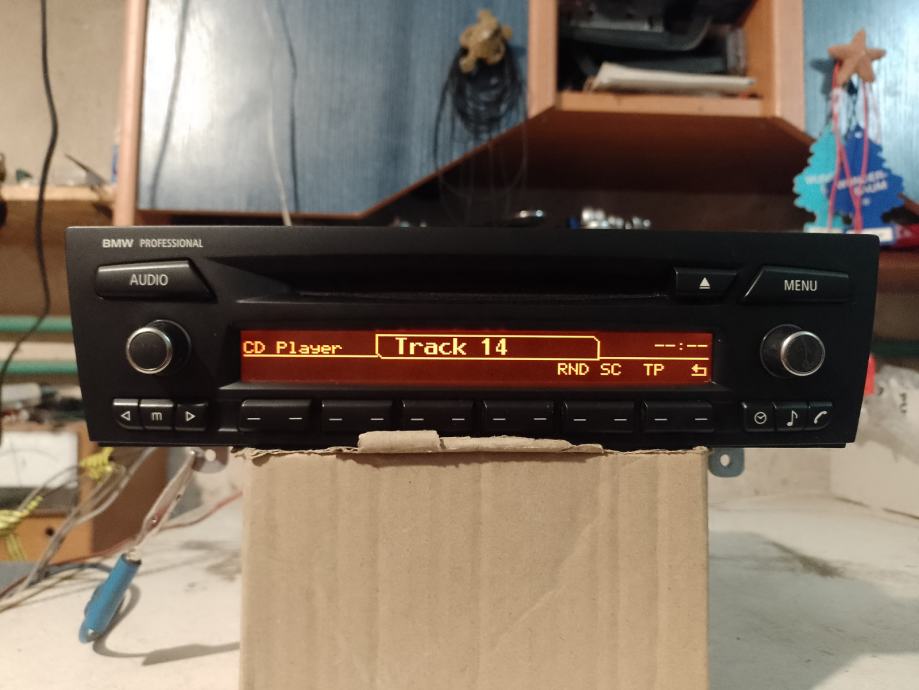 BMW PROFESSIONAL
AUDIO
MENU
CD Player
Track 14
--:--
RND SC TP
m